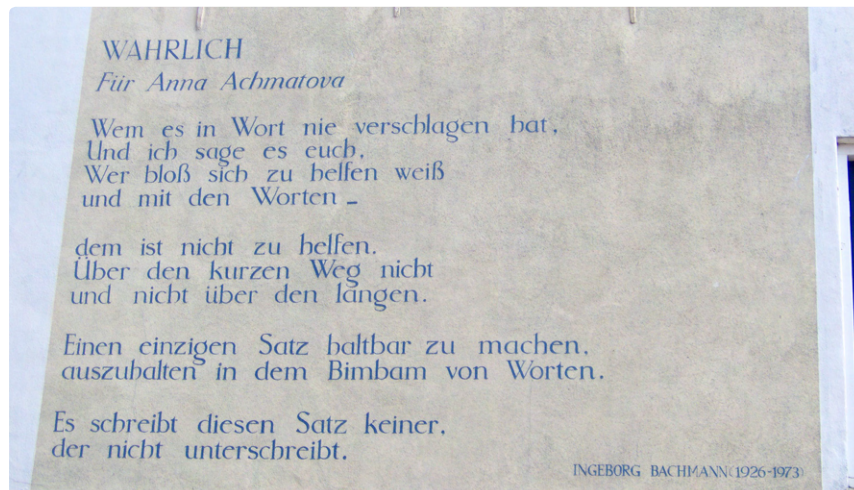 WAHRLICH
Für Anna Achmatova
Wem es in Wort nie verschlagen hat,
Und ich sage es euch,
Wer bloß sich zu helfen weiß
und mit den Worten –
dem ist nicht zu helfen.
Über den kurzen Weg nicht
und nicht über den langen.
Einen einzigen Satz haltbar zu machen,
auszuhalten in dem Bimbam von Worten.
Es schreibt diesen Satz keiner,
der nicht unterschreibt.
INGEBORG BACHMANN (1926-1973)